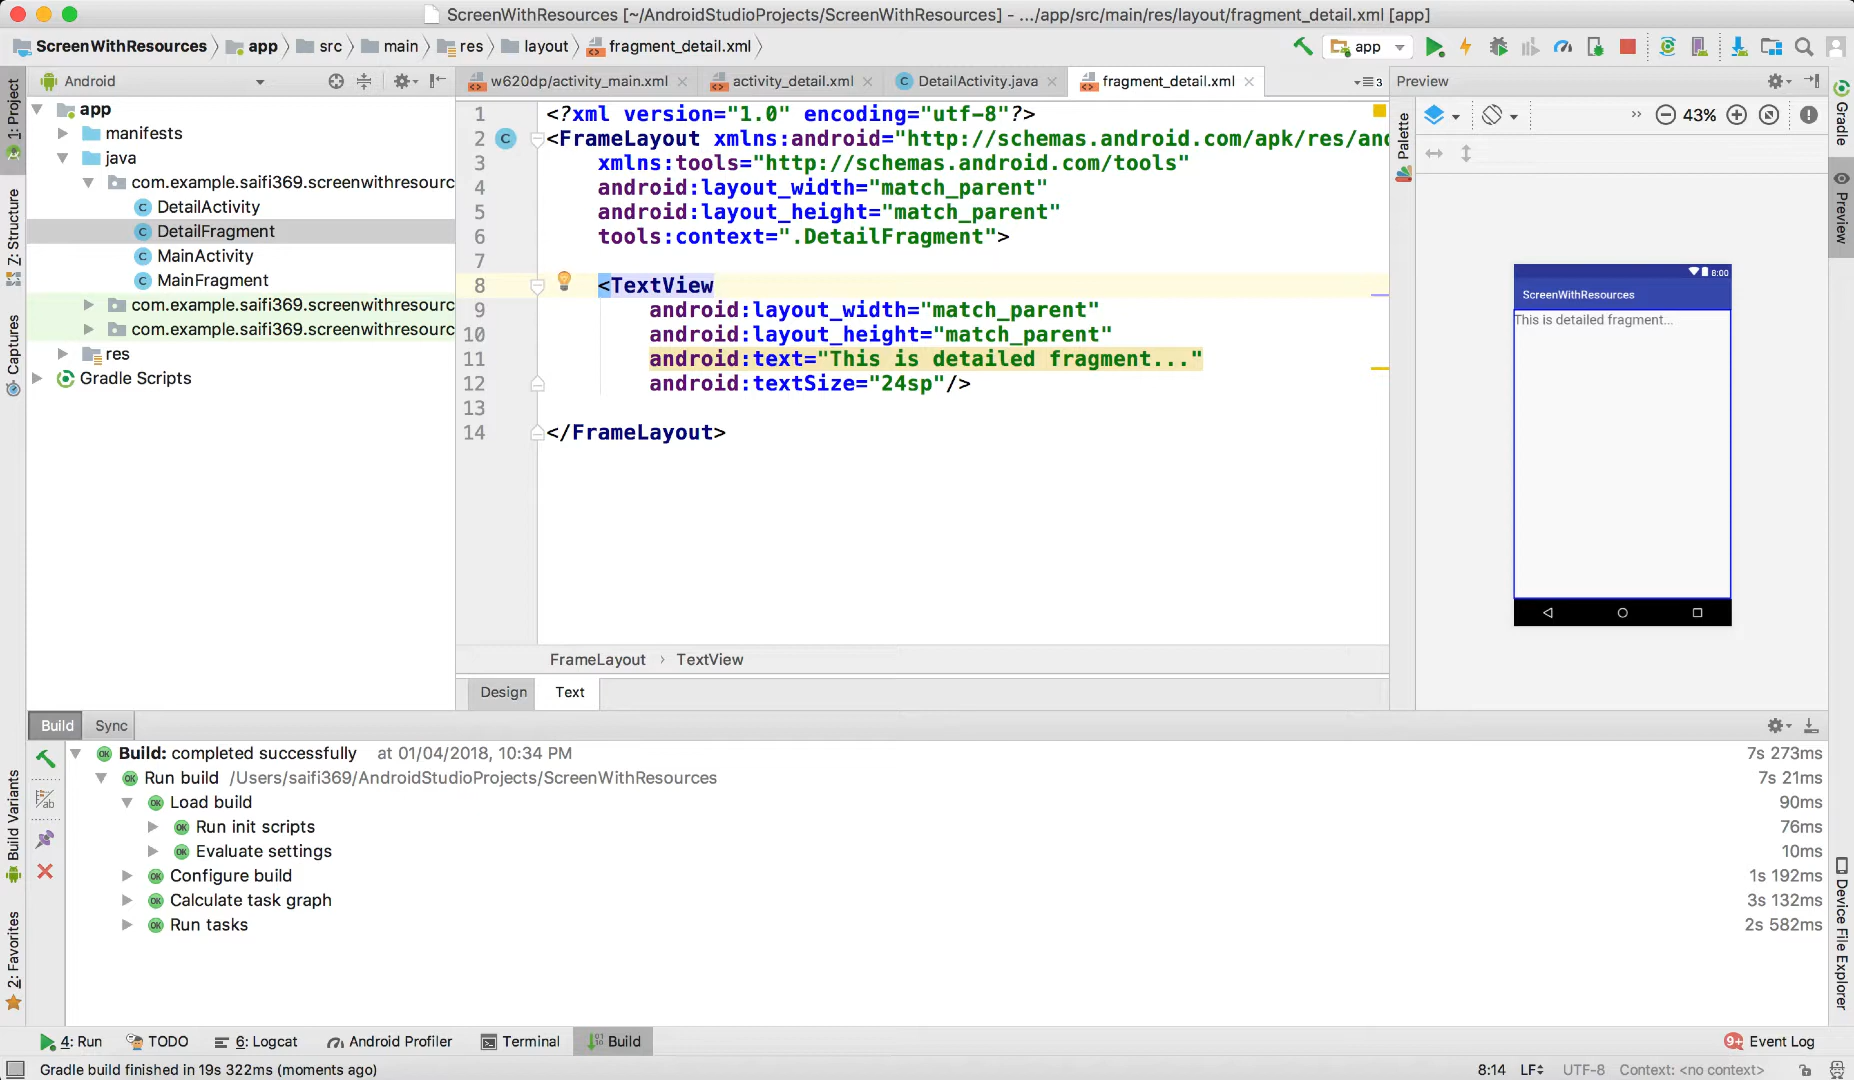 ScreenWithResources [~/AndroidStudioProjects/ScreenWithResources] - .../app/src/main/res/layout/fragment_detail.xml [app]
ScreenWithResources app src main res layout fragment_detail.xml
app
Android
w620dp/activity_main.xml
activity_detail.xml
DetailActivity.java
fragment_detail.xml
3
Preview
1: Project
Z: Structure
Captures
Build Variants
2: Favorites
app
manifests
java
com.example.saifi369.screenwithresourc
DetailActivity
DetailFragment
MainActivity
MainFragment
com.example.saifi369.screenwithresourc
com.example.saifi369.screenwithresourc
res
Gradle Scripts
1 <?xml version="1.0" encoding="utf-8"?>
2 <FrameLayout xmlns:android="http://schemas.android.com/apk/res/and
3 xmlns:tools="http://schemas.android.com/tools"
4 android:layout_width="match_parent"
5 android:layout_height="match_parent"
6 tools:context=".DetailFragment">
7
8 <TextView
9 android:layout_width="match_parent"
10 android:layout_height="match_parent"
11 android:text="This is detailed fragment..."
12 android:textSize="24sp"/>
13
14 </FrameLayout>
FrameLayout › TextView
Design Text
Palette
43%
8:00
ScreenWithResources
This is detailed fragment...
Gradle
Preview
Device File Explorer
Build Sync
Build: completed successfully at 01/04/2018, 10:34 PM 7s 273ms
Run build /Users/saifi369/AndroidStudioProjects/ScreenWithResources 7s 21ms
Load build 90ms
Run init scripts 76ms
Evaluate settings 10ms
Configure build 1s 192ms
Calculate task graph 3s 132ms
Run tasks 2s 582ms
4: Run TODO 6: Logcat Android Profiler Terminal Build 9+ Event Log
Gradle build finished in 19s 322ms (moments ago) 8:14 LF UTF-8 Context: <no context>